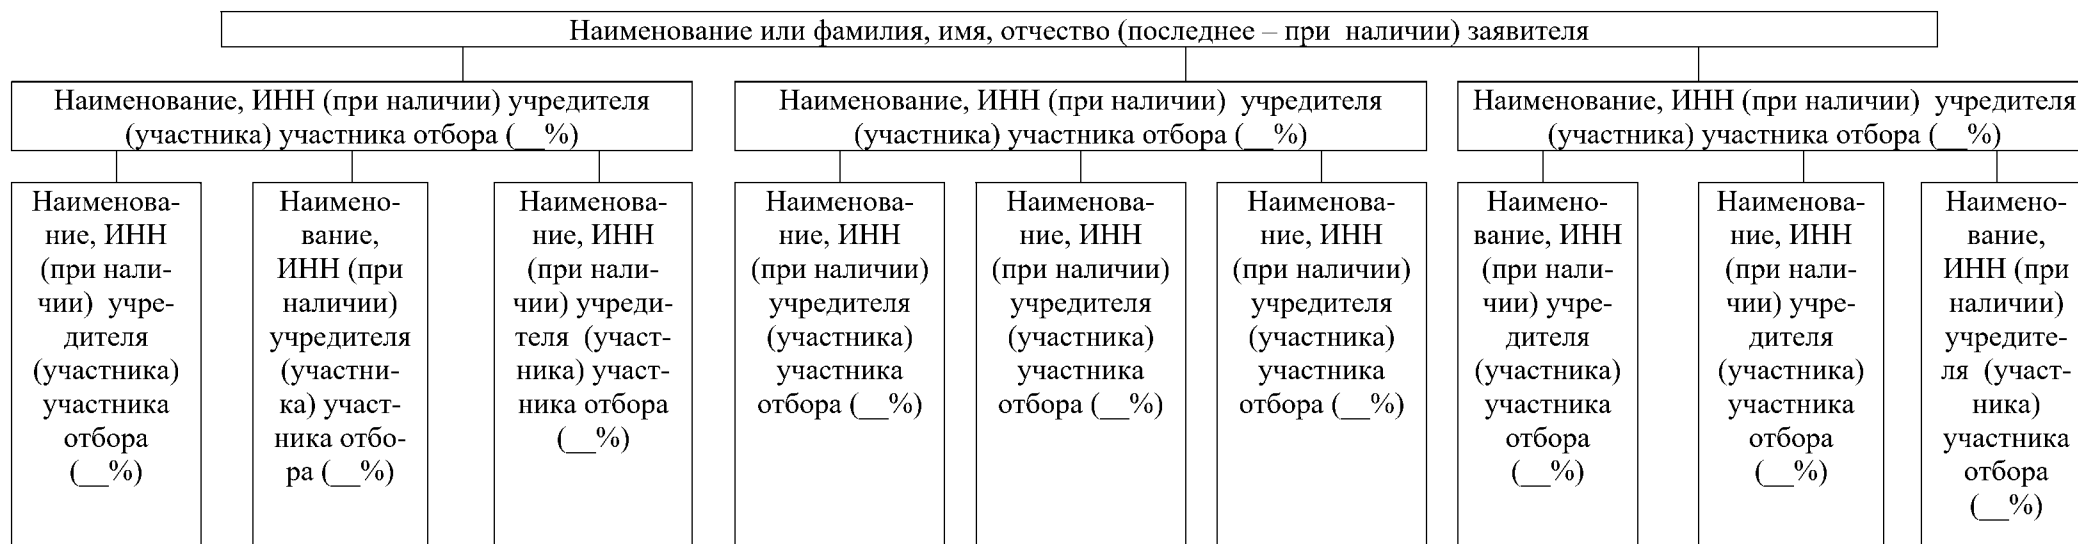 Наименование или фамилия, имя, отчество (последнее – при  наличии) заявителя
Наименование, ИНН (при наличии) учредителя
(участника) участника отбора (__%)
Наименование, ИНН (при наличии)  учредителя
(участника) участника отбора (__%)
Наименование, ИНН (при наличии)  учредителя
(участника) участника отбора (__%)
Наименова-
ние, ИНН
(при нали-
чии)  учре-
дителя
(участника)
участника
отбора
(__%)
Наимено-
вание,
ИНН (при
наличии)
учредителя
(участни-
ка) участ-
ника отбо-
ра (__%)
Наименова-
ние, ИНН
(при нали-
чии) учреди-
теля  (участ-
ника) участ-
ника отбора
(__%)
Наименова-
ние, ИНН
(при наличии)
учредителя
(участника)
участника
отбора (__%)
Наименова-
ние, ИНН
(при наличии)
учредителя
(участника)
участника
отбора (__%)
Наименова-
ние, ИНН
(при наличии)
учредителя
(участника)
участника
отбора (__%)
Наимено-
вание, ИНН
(при нали-
чии) учре-
дителя
(участника)
участника
отбора
(__%)
Наименова-
ние, ИНН
(при нали-
чии) учре-
дителя
(участника)
участника
отбора
(__%)
Наимено-
вание,
ИНН (при
наличии)
учредите-
ля  (участ-
ника)
участника
отбора
(__%)